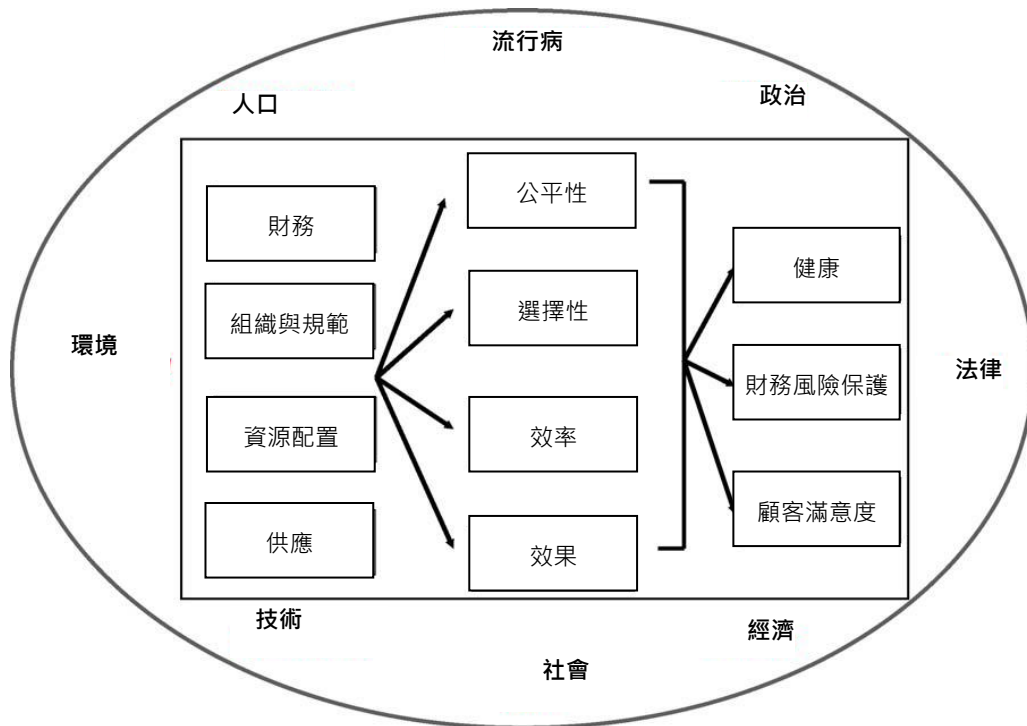 流行病
人口
政治
環境
法律
財務
組織與規範
資源配置
供應
公平性
選擇性
效率
效果
健康
財務風險保護
顧客滿意度
技術
經濟
社會